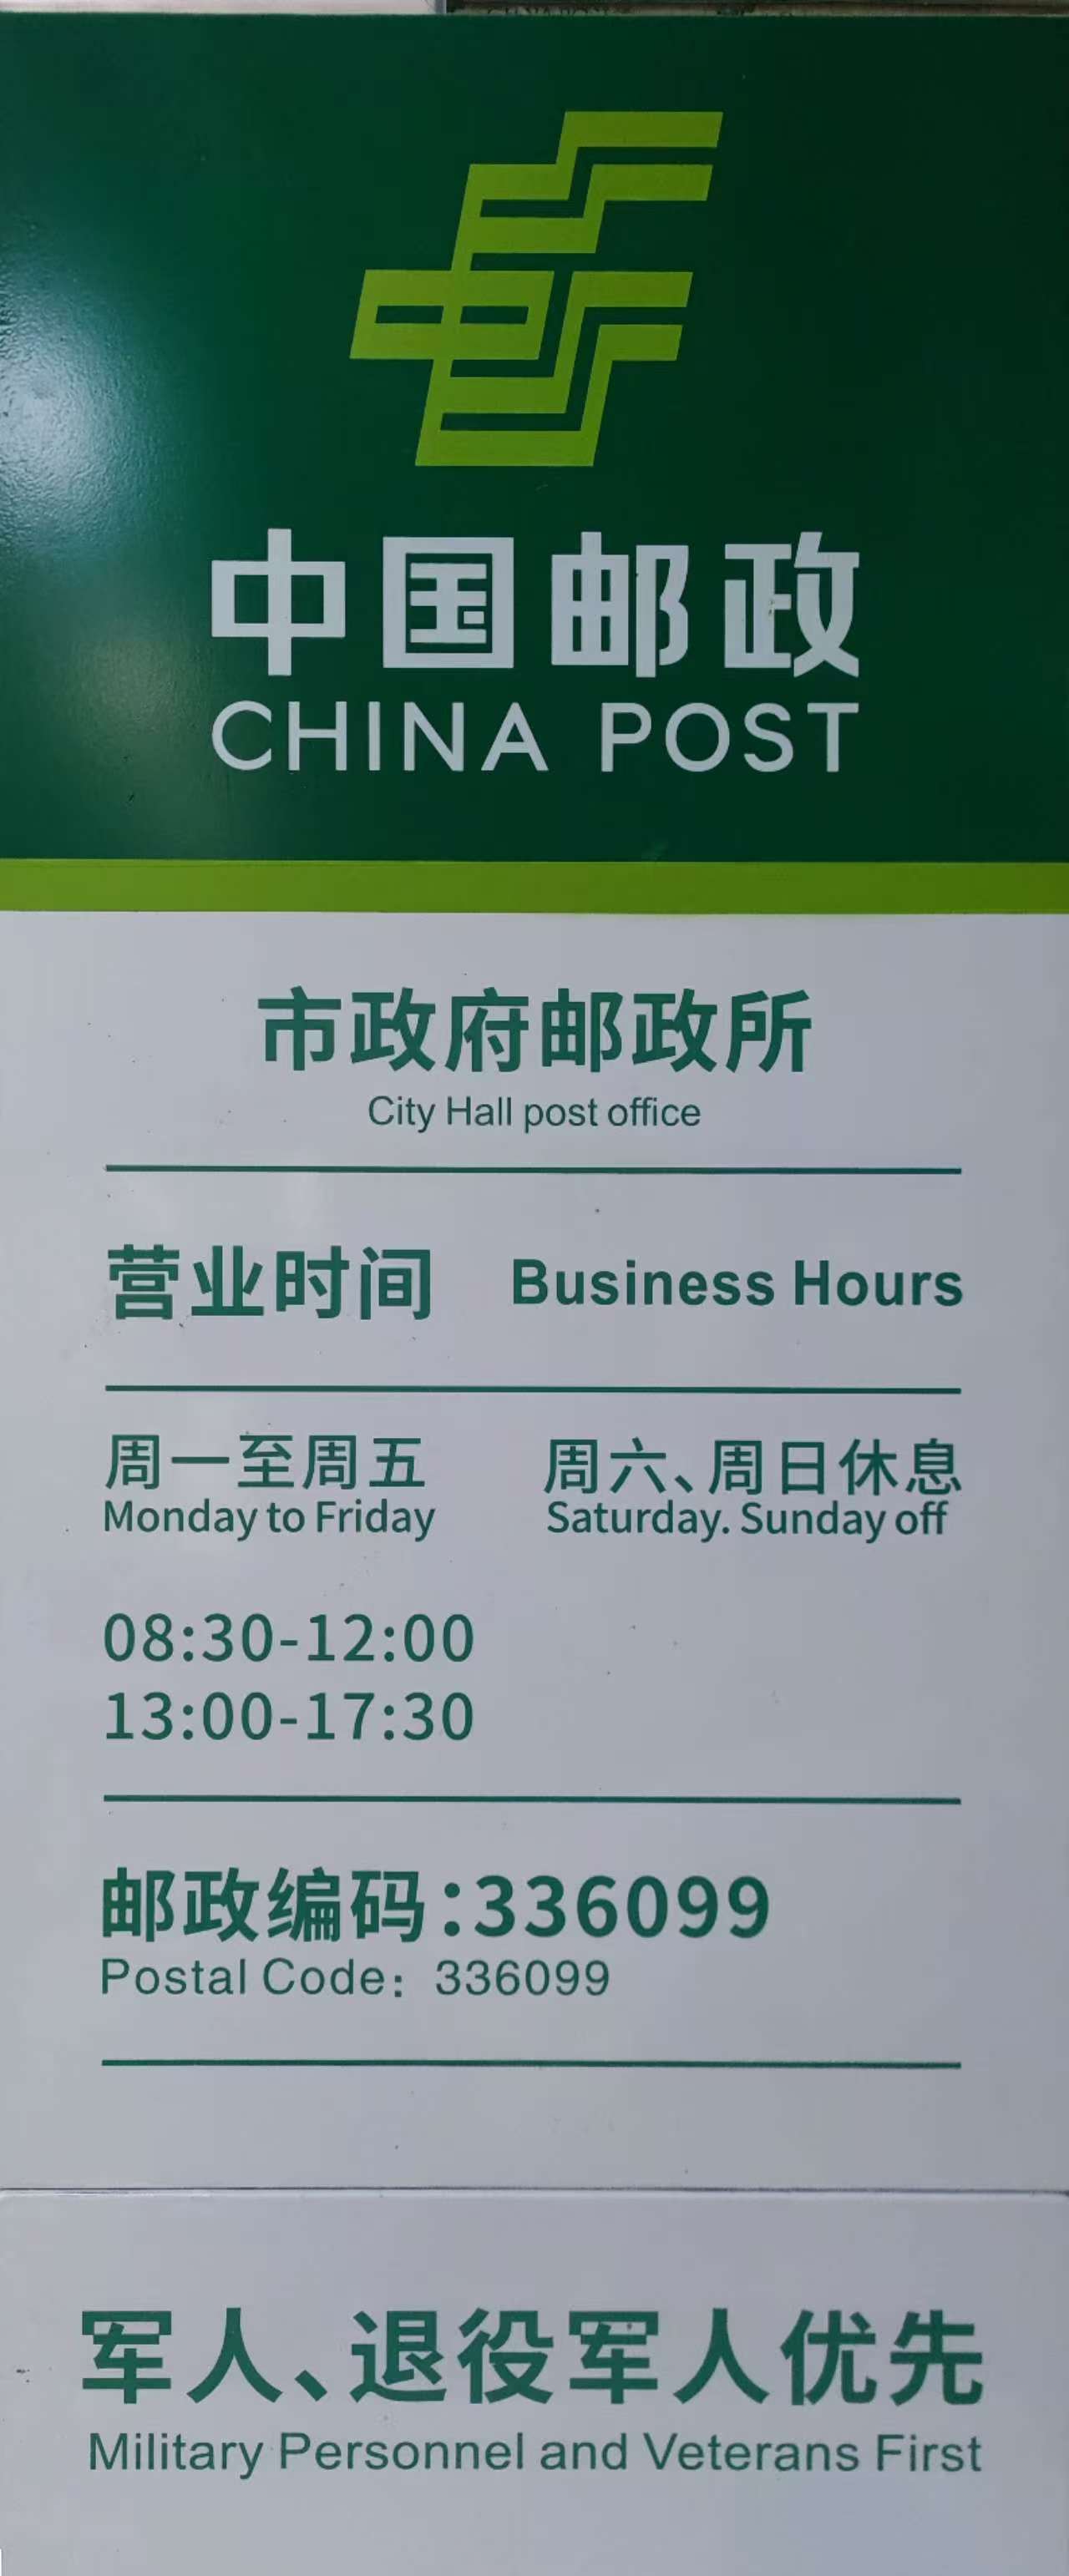 中国邮政
CHINA POST
市政府邮政所
City Hall post office
营业时间 Business Hours
周一至周五 周六、周日休息
Monday to Friday Saturday. Sunday off
08:30-12:00
13:00-17:30
邮政编码:336099
Postal Code: 336099
军人、退役军人优先
Military Personnel and Veterans First